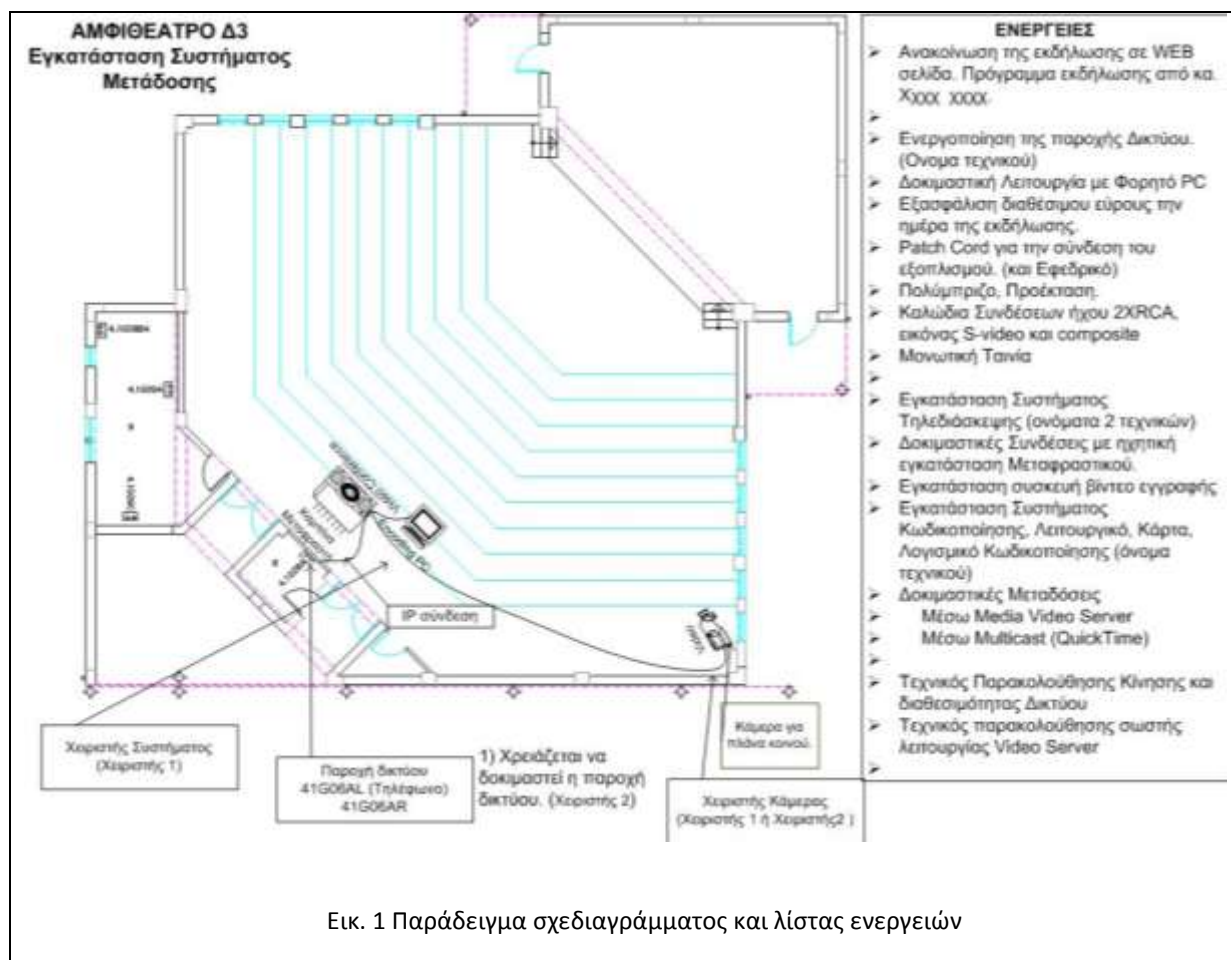 ΑΜΦΙΘΕΑΤΡΟ Δ3
Εγκατάσταση Συστήματος
Μετάδοσης
ΕΝΕΡΓΕΙΕΣ
Ανακοίνωση της εκδήλωσης σε WEB
σελίδα. Πρόγραμμα εκδήλωσης από κα.
Χχχχ χχχχ.
Ενεργοποίηση της παροχής Δικτύου.
(Ονομα τεχνικού)
Δοκιμαστική Λειτουργία με Φορητό PC
Εξασφάλιση διαθέσιμου εύρους την
ημέρα της εκδήλωσης.
Patch Cord για την σύνδεση του
εξοπλισμού. (και Εφεδρικό)
Πολύμπριζο, Προέκταση.
Καλώδια Συνδέσεων ήχου 2XRCA,
εικόνας S-video και composite
Μονωτική Ταινία
Εγκατάσταση Συστήματος
Τηλεδιάσκεψης (ονόματα 2 τεχνικών)
Δοκιμαστικές Συνδέσεις με ηχητική
εγκατάσταση Μεταφραστικού.
Εγκατάσταση συσκευή βίντεο εγγραφής
Εγκατάσταση Συστήματος
Κωδικοποίησης, Λειτουργικό, Κάρτα,
Λογισμικό Κωδικοποίησης (όνομα
τεχνικού)
Δοκιμαστικές Μεταδόσεις
Μέσω Media Video Server
Μέσω Multicast (QuickTime)
Τεχνικός Παρακολούθησης Κίνησης και
διαθεσιμότητας Δικτύου
Τεχνικός παρακολούθησης σωστής
λειτουργίας Video Server
Video Conference
Encoding PC
IP σύνδεση
Κάμερα για
πλάνα κοινού.
Χειριστής Συστήματος
(Χειριστής 1)
Παροχή δικτύου
41G06AL (Τηλέφωνο)
41G06AR
1) Χρειάζεται να
δοκιμαστεί η παροχή
δικτύου. (Χειριστής 2)
Χειριστής Κάμερας
(Χειριστής 1 ή Χειριστής2 )
Εικ. 1 Παράδειγμα σχεδιαγράμματος και λίστας ενεργειών